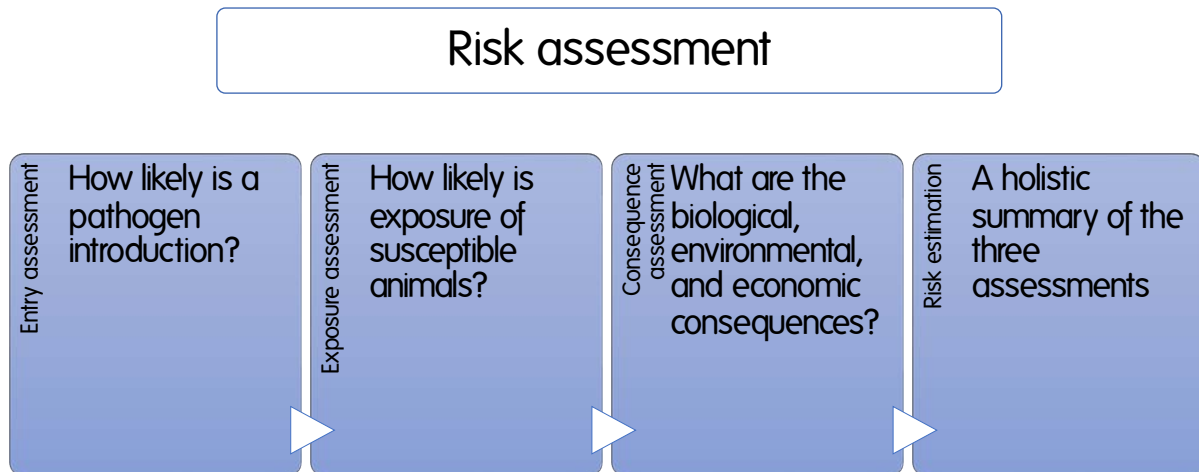 Risk assessment
Entry assessment
How likely is a
pathogen
introduction?
Exposure assessment
How likely is
exposure of
susceptible
animals?
Consequence
assessment
What are the
biological,
environmental,
and economic
consequences?
Risk estimation
A holistic
summary of the
three
assessments